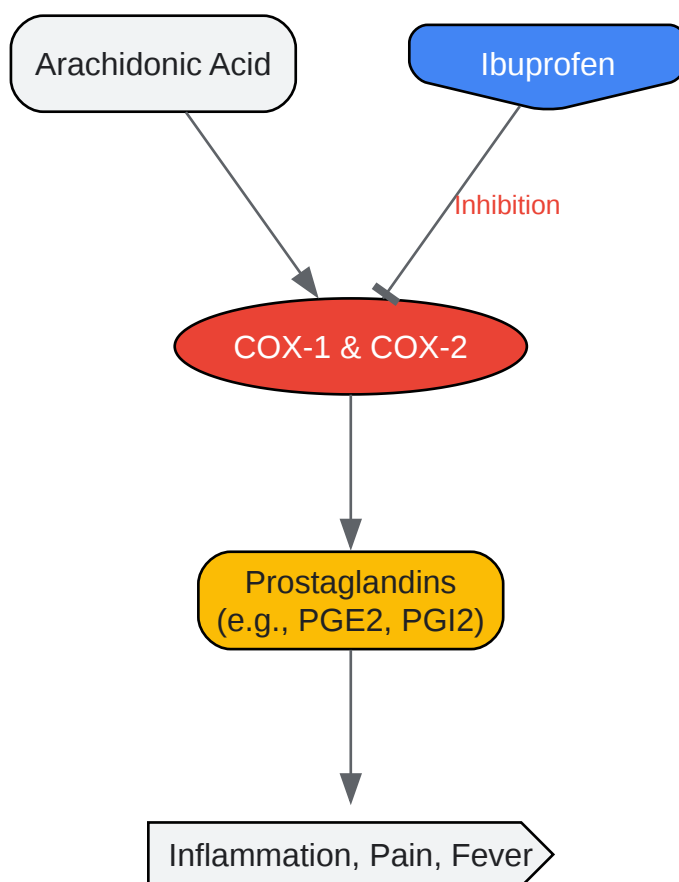 Arachidonic Acid
Ibuprofen
Inhibition
COX-1 & COX-2
Prostaglandins
(e.g., PGE2, PGI2)
Inflammation, Pain, Fever